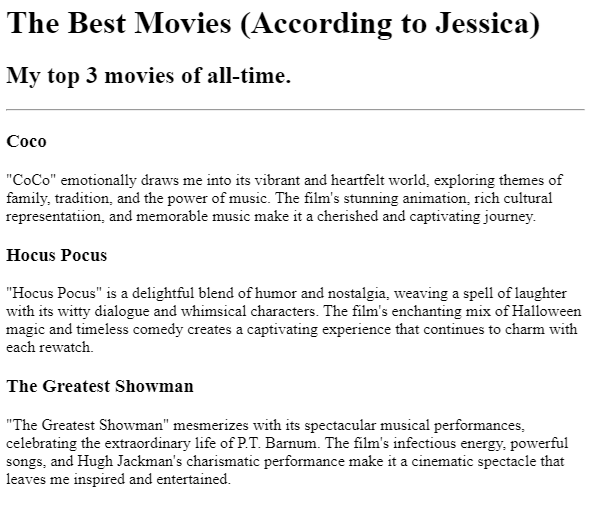 The Best Movies (According to Jessica)
My top 3 movies of all-time.
Coco
"CoCo" emotionally draws me into its vibrant and heartfelt world, exploring themes of
family, tradition, and the power of music. The film's stunning animation, rich cultural
representatiion, and memorable music make it a cherished and captivating journey.
Hocus Pocus
"Hocus Pocus" is a delightful blend of humor and nostalgia, weaving a spell of laughter
with its witty dialogue and whimsical characters. The film's enchanting mix of Halloween
magic and timeless comedy creates a captivating experience that continues to charm with
each rewatch.
The Greatest Showman
"The Greatest Showman" mesmerizes with its spectacular musical performances,
celebrating the extraordinary life of P.T. Barnum. The film's infectious energy, powerful
songs, and Hugh Jackman's charismatic performance make it a cinematic spectacle that
leaves me inspired and entertained.